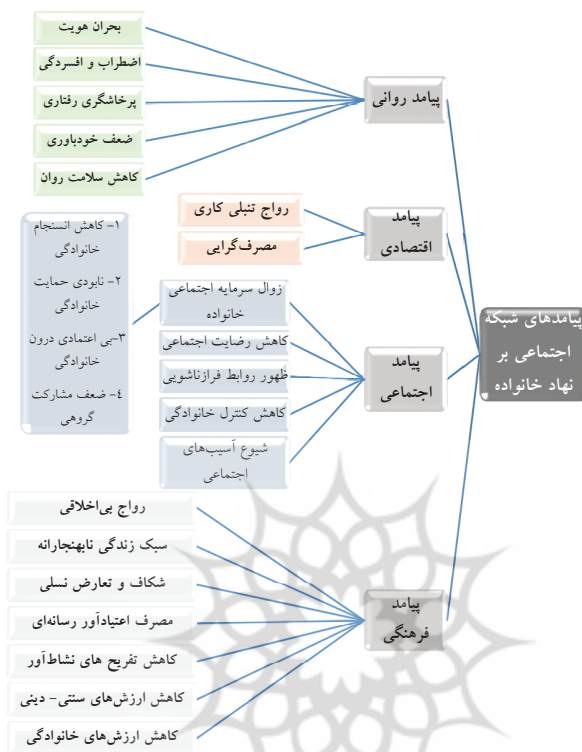 پیامدهای شبکه
اجتماعی بر
نهاد خانواده
پیامد روانی
بحران هویت
اضطراب و افسردگی
پرخاشگری رفتاری
ضعف خودباوری
کاهش سلامت روان
پیامد
اقتصادی
رواج تنبلی کاری
مصرف‌گرایی
پیامد
اجتماعی
زوال سرمایه اجتماعی
خانواده
۱- کاهش انسنجام
خانوادگی
۲- نابودی حمایت
خانوادگی
۳-بی اعتمادی درون
خانوادگی
٤- ضعف مشارکت
گروهی
کاهش رضایت اجتماعی
ظهور روابط فرازناشویی
کاهش کنترل خانوادگی
شیوع آسیب‌های
اجتماعی
پیامد
فرهنگی
رواج بی‌اخلاقی
سبک زندگی نابهنجارانه
شکاف و تعارض نسلی
مصرف اعتیادآور رسانه‌ای
کاهش تفریح های نشاط‌آور
کاهش ارزش‌های سنتی- دینی
کاهش ارزش‌های خانوادگی